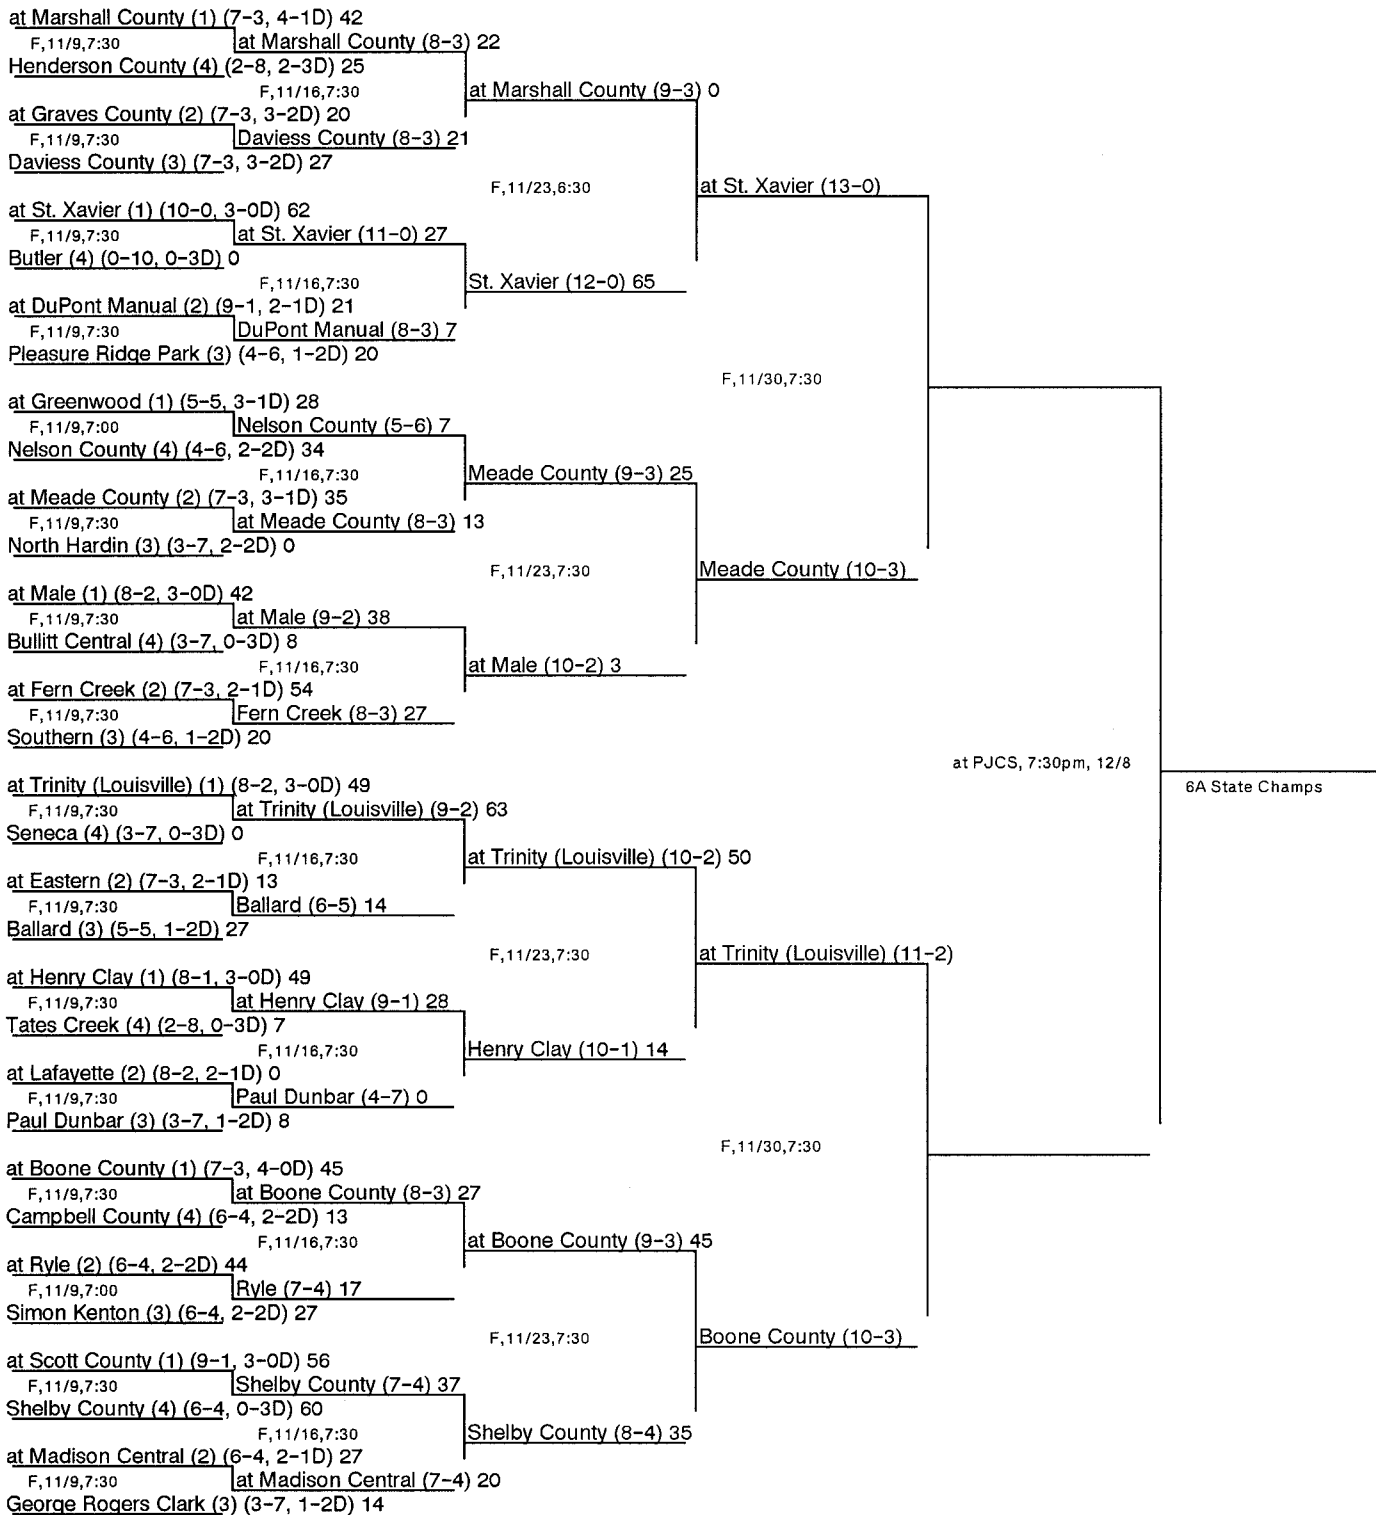 at Marshall County (1) (7-3, 4-1D) 42
F,11/9,7:30
at Marshall County (8-3) 22
Henderson County (4) (2-8, 2-3D) 25
F,11/16,7:30
at Marshall County (9-3) 0
at Graves County (2) (7-3, 3-2D) 20
F,11/9,7:30
Daviess County (8-3) 21
Daviess County (3) (7-3, 3-2D) 27
F,11/23,6:30
at St. Xavier (13-0)
at St. Xavier (1) (10-0, 3-0D) 62
F,11/9,7:30
at St. Xavier (11-0) 27
Butler (4) (0-10, 0-3D) 0
F,11/16,7:30
St. Xavier (12-0) 65
at DuPont Manual (2) (9-1, 2-1D) 21
F,11/9,7:30
DuPont Manual (8-3) 7
Pleasure Ridge Park (3) (4-6, 1-2D) 20
F,11/30,7:30
at Greenwood (1) (5-5, 3-1D) 28
F,11/9,7:00
Nelson County (5-6) 7
Nelson County (4) (4-6, 2-2D) 34
F,11/16,7:30
Meade County (9-3) 25
at Meade County (2) (7-3, 3-1D) 35
F,11/9,7:30
at Meade County (8-3) 13
North Hardin (3) (3-7, 2-2D) 0
F,11/23,7:30
Meade County (10-3)
at Male (1) (8-2, 3-0D) 42
F,11/9,7:30
at Male (9-2) 38
Bullitt Central (4) (3-7, 0-3D) 8
F,11/16,7:30
at Male (10-2) 3
at Fern Creek (2) (7-3, 2-1D) 54
F,11/9,7:30
Fern Creek (8-3) 27
Southern (3) (4-6, 1-2D) 20
at PJCS, 7:30pm, 12/8
6A State Champs
at Trinity (Louisville) (1) (8-2, 3-0D) 49
F,11/9,7:30
at Trinity (Louisville) (9-2) 63
Seneca (4) (3-7, 0-3D) 0
F,11/16,7:30
at Trinity (Louisville) (10-2) 50
at Eastern (2) (7-3, 2-1D) 13
F,11/9,7:30
Ballard (6-5) 14
Ballard (3) (5-5, 1-2D) 27
F,11/23,7:30
at Trinity (Louisville) (11-2)
at Henry Clay (1) (8-1, 3-0D) 49
F,11/9,7:30
at Henry Clay (9-1) 28
Tates Creek (4) (2-8, 0-3D) 7
F,11/16,7:30
Henry Clay (10-1) 14
at Lafayette (2) (8-2, 2-1D) 0
F,11/9,7:30
Paul Dunbar (4-7) 0
Paul Dunbar (3) (3-7, 1-2D) 8
F,11/30,7:30
at Boone County (1) (7-3, 4-0D) 45
F,11/9,7:30
at Boone County (8-3) 27
Campbell County (4) (6-4, 2-2D) 13
F,11/16,7:30
at Boone County (9-3) 45
at Ryle (2) (6-4, 2-2D) 44
F,11/9,7:00
Ryle (7-4) 17
Simon Kenton (3) (6-4, 2-2D) 27
F,11/23,7:30
Boone County (10-3)
at Scott County (1) (9-1, 3-0D) 56
F,11/9,7:30
Shelby County (7-4) 37
Shelby County (4) (6-4, 0-3D) 60
F,11/16,7:30
Shelby County (8-4) 35
at Madison Central (2) (6-4, 2-1D) 27
F,11/9,7:30
at Madison Central (7-4) 20
George Rogers Clark (3) (3-7, 1-2D) 14